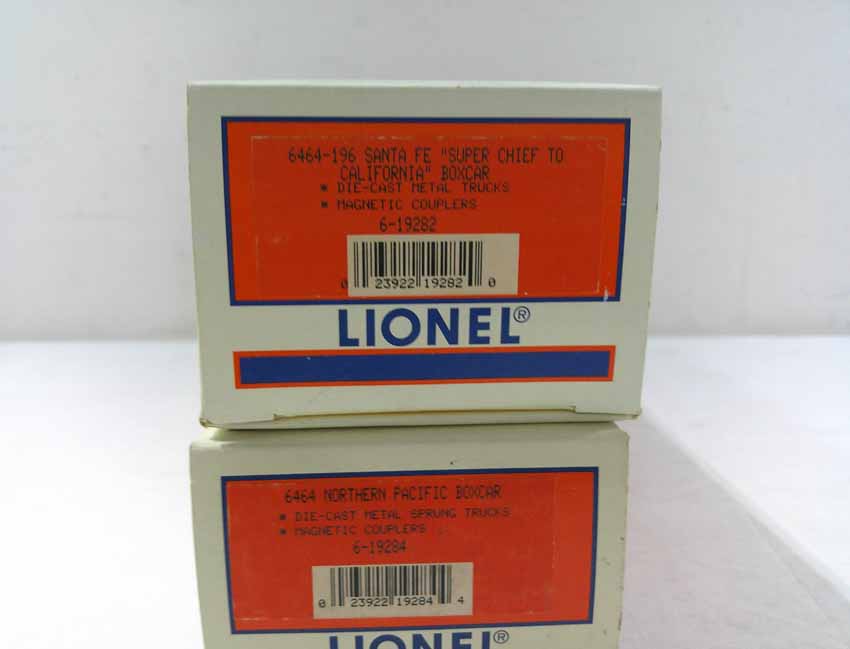 6464-196 SANTA FE "SUPER CHIEF TO
CALIFORNIA" BOXCAR
* DIE-CAST METAL TRUCKS
* MAGNETIC COUPLERS
6-19282
0 23922 19282 0
LIONEL®
6464 NORTHERN PACIFIC BOXCAR
* DIE-CAST METAL SPRUNG TRUCKS
* MAGNETIC COUPLERS
6-19284
0 23922 19284 4
LIONEL®